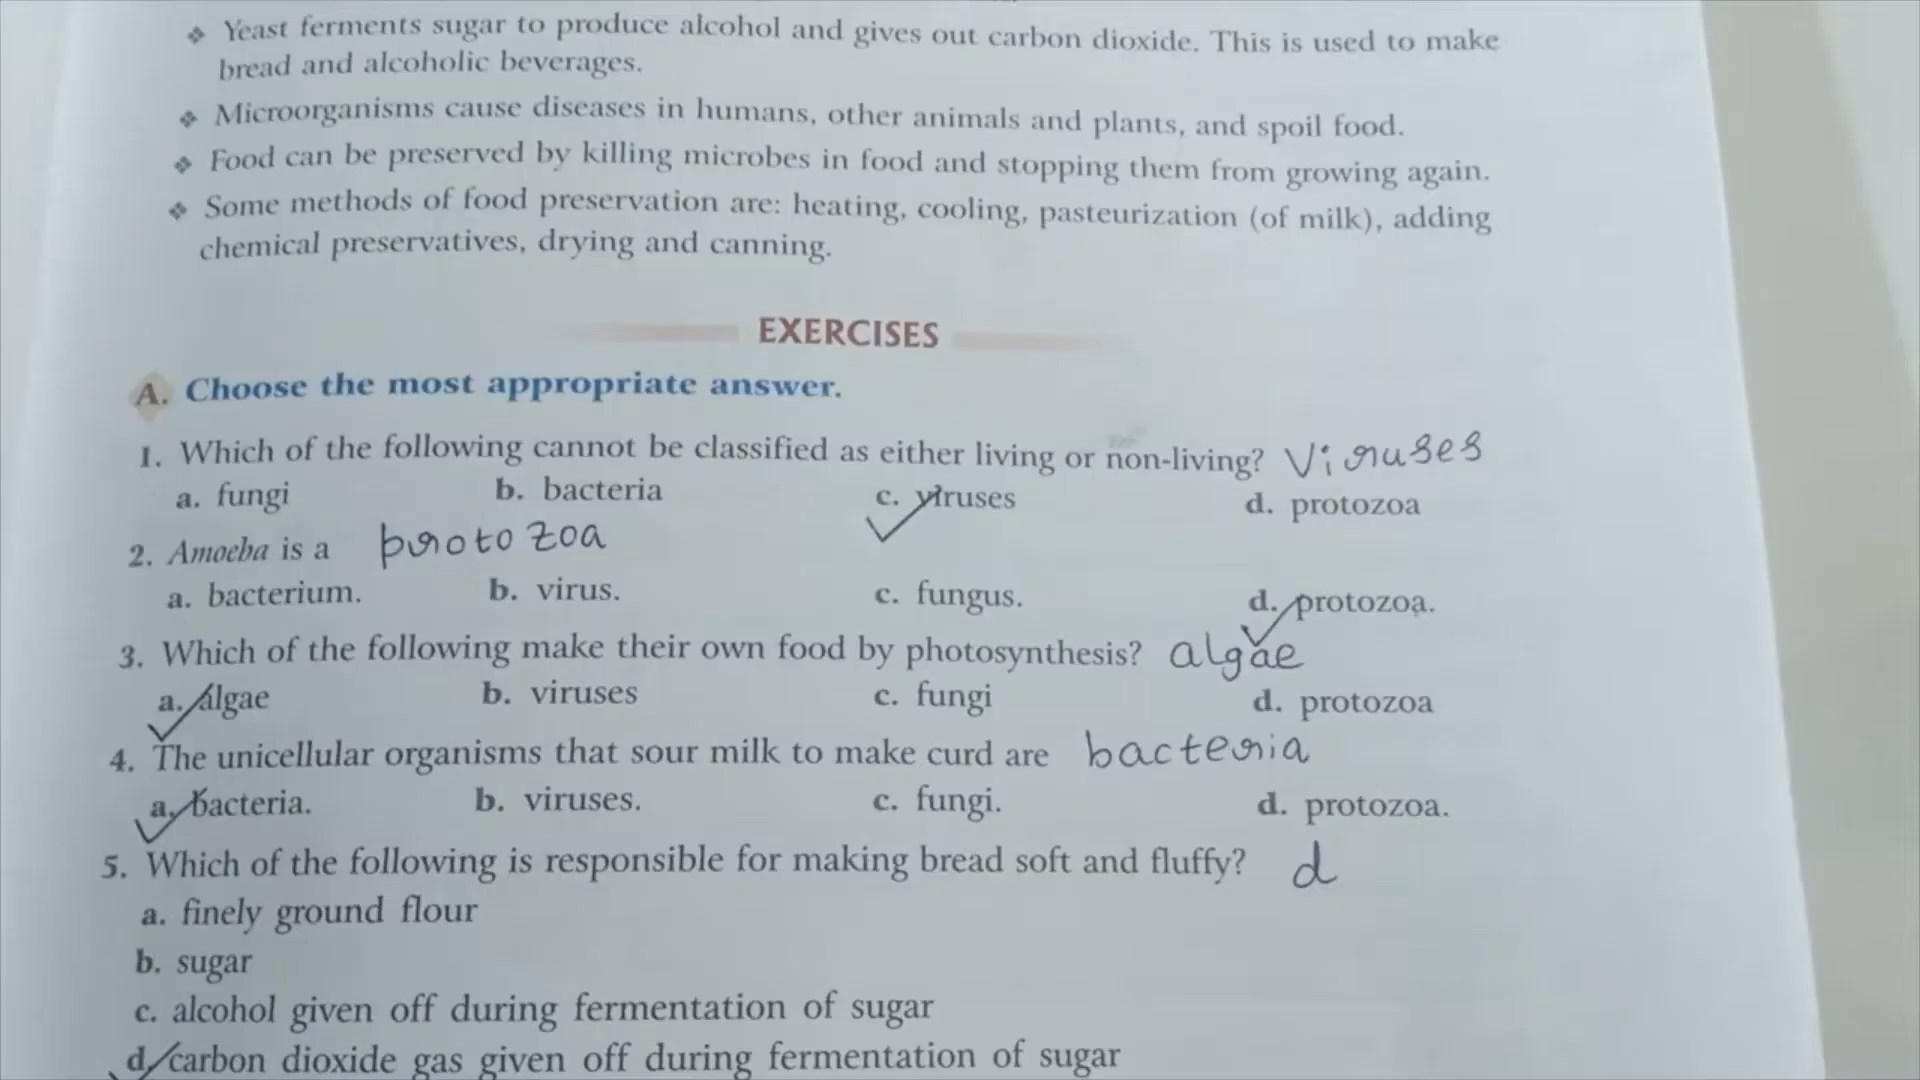 ❖ Yeast ferments sugar to produce alcohol and gives out carbon dioxide. This is used to make
bread and alcoholic beverages.
❖ Microorganisms cause diseases in humans, other animals and plants, and spoil food.
❖ Food can be preserved by killing microbes in food and stopping them from growing again.
❖ Some methods of food preservation are: heating, cooling, pasteurization (of milk), adding
chemical preservatives, drying and canning.
EXERCISES
A. Choose the most appropriate answer.
1. Which of the following cannot be classified as either living or non-living? Viruses
a. fungi b. bacteria c. viruses d. protozoa
2. Amoeba is a protozoa
a. bacterium. b. virus. c. fungus. d. protozoa.
3. Which of the following make their own food by photosynthesis? algae
a. algae b. viruses c. fungi d. protozoa
4. The unicellular organisms that sour milk to make curd are bacteria
a. bacteria. b. viruses. c. fungi. d. protozoa.
5. Which of the following is responsible for making bread soft and fluffy? d
a. finely ground flour
b. sugar
c. alcohol given off during fermentation of sugar
d. carbon dioxide gas given off during fermentation of sugar